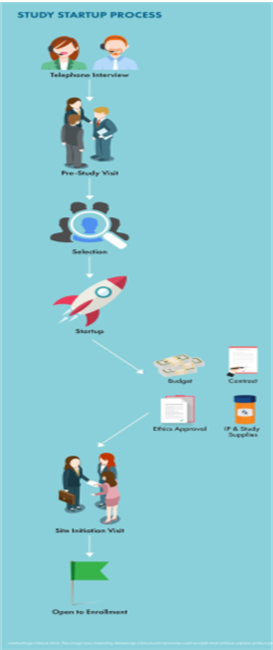 STUDY STARTUP PROCESS
Telephone Interview
Pre-Study Visit
Selection
Startup
Budget
Contract
Ethics Approval
IP & Study
Supplies
Site Initiation Visit
Open to Enrollment